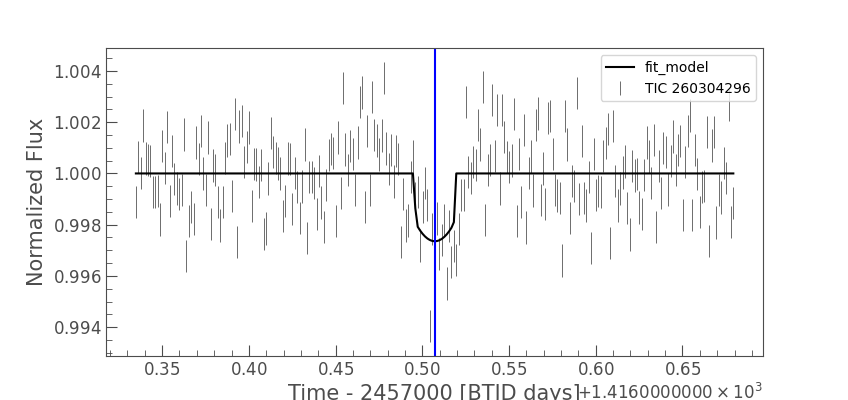 fit_model
TIC 260304296
Normalized Flux
1.004
1.002
1.000
0.998
0.996
0.994
0.35 0.40 0.45 0.50 0.55 0.60 0.65
Time - 2457000 [BTJD days]
+1.4160000000 × 10³